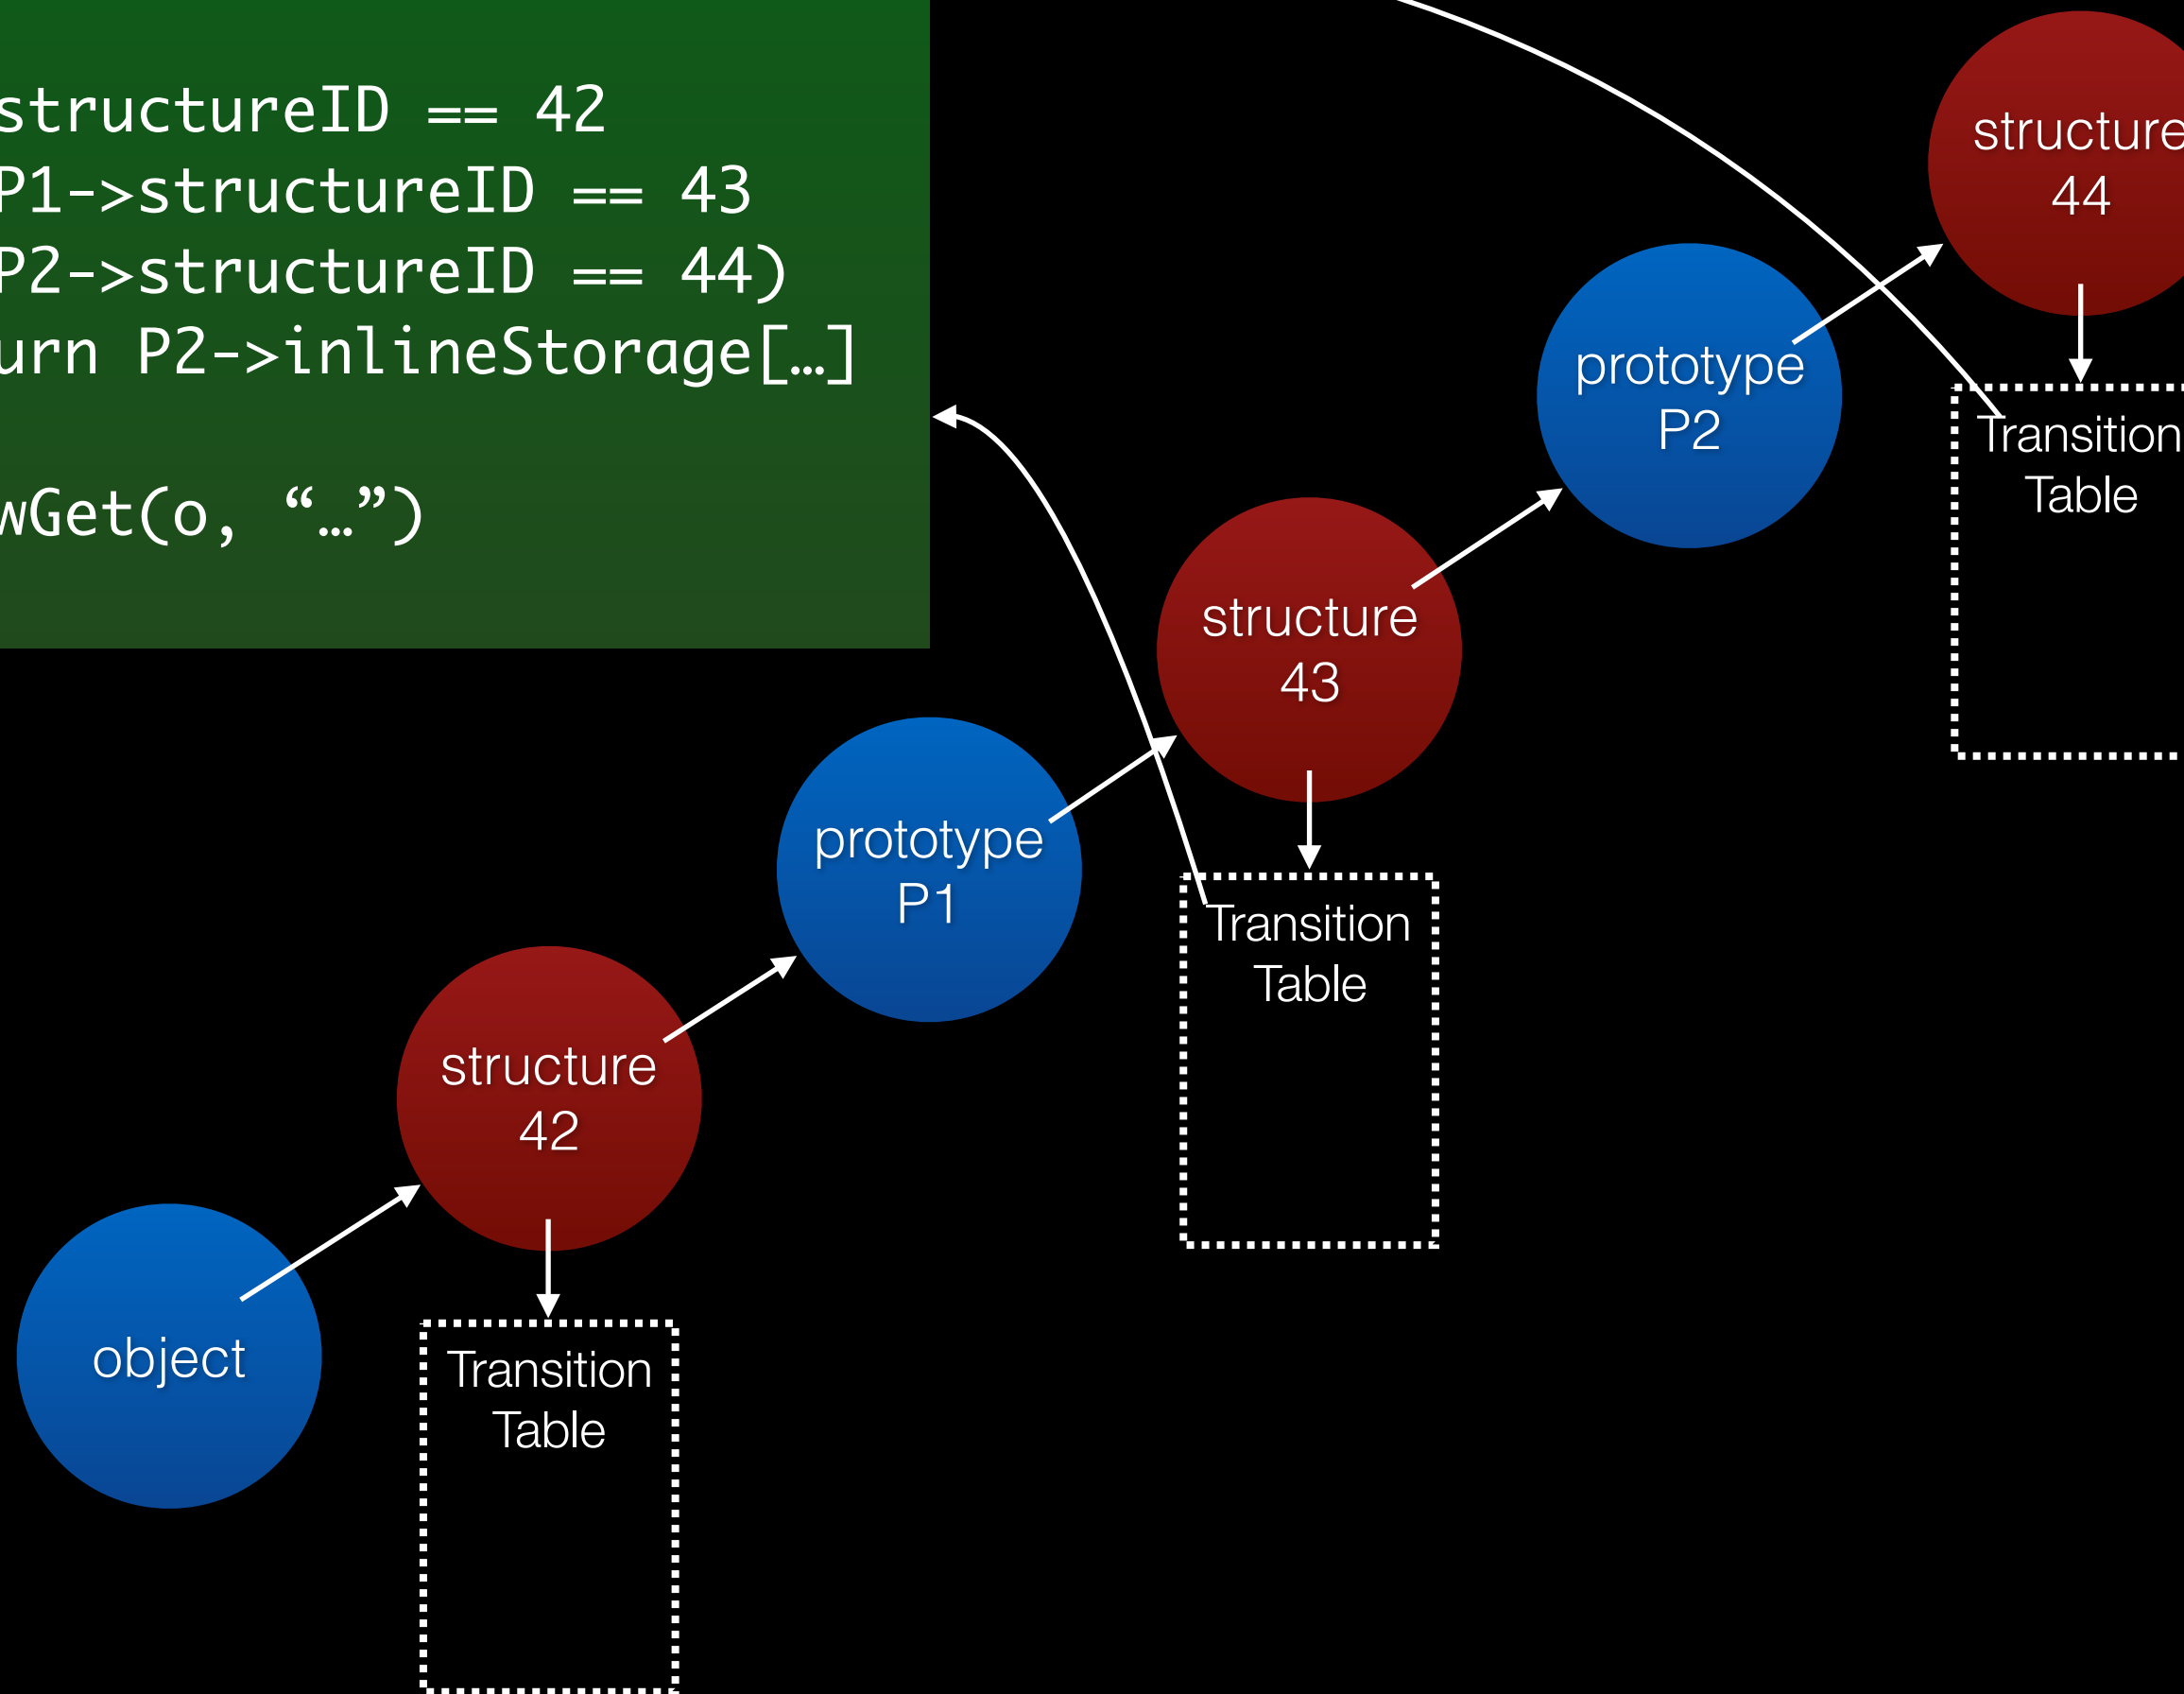 structureID == 42
P1->structureID == 43
P2->structureID == 44)
urn P2->inlineStorage[…]
wGet(o, “…”)
structure
44
prototype
P2
Transition
Table
structure
43
prototype
P1
Transition
Table
structure
42
object
Transition
Table